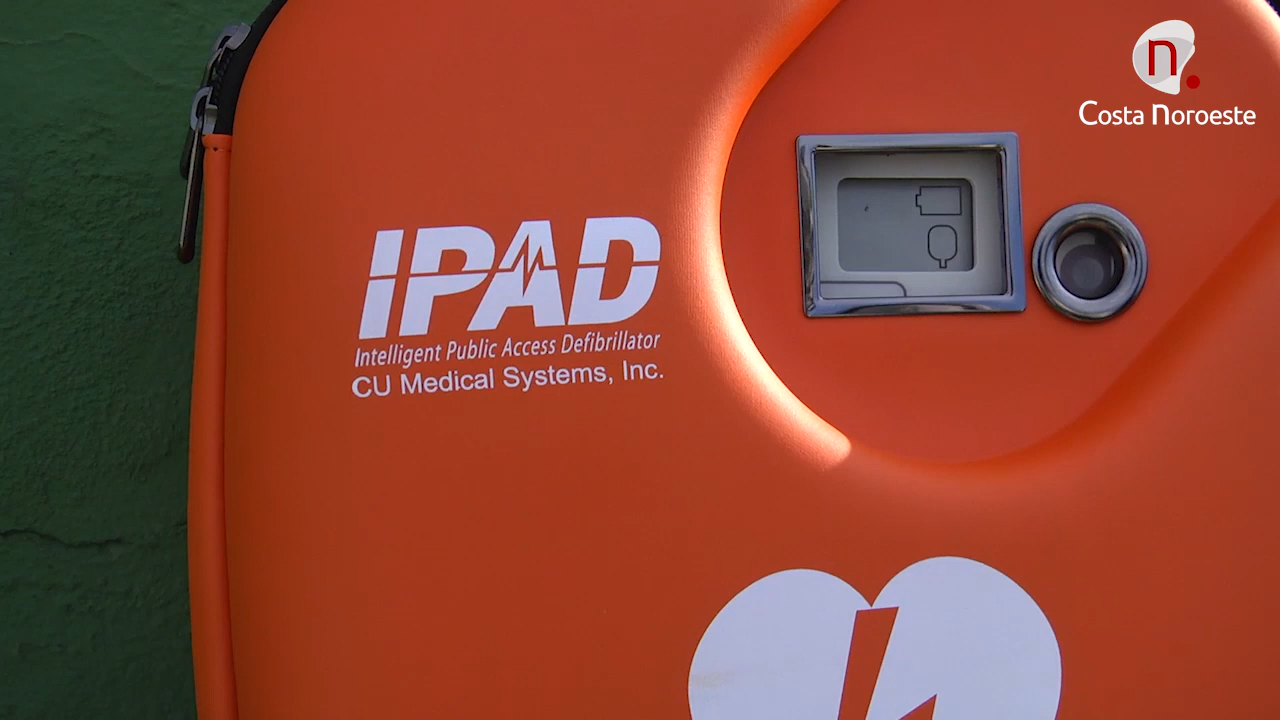 n
Costa Noroeste
IPAD
Intelligent Public Access Defibrillator
CU Medical Systems, Inc.